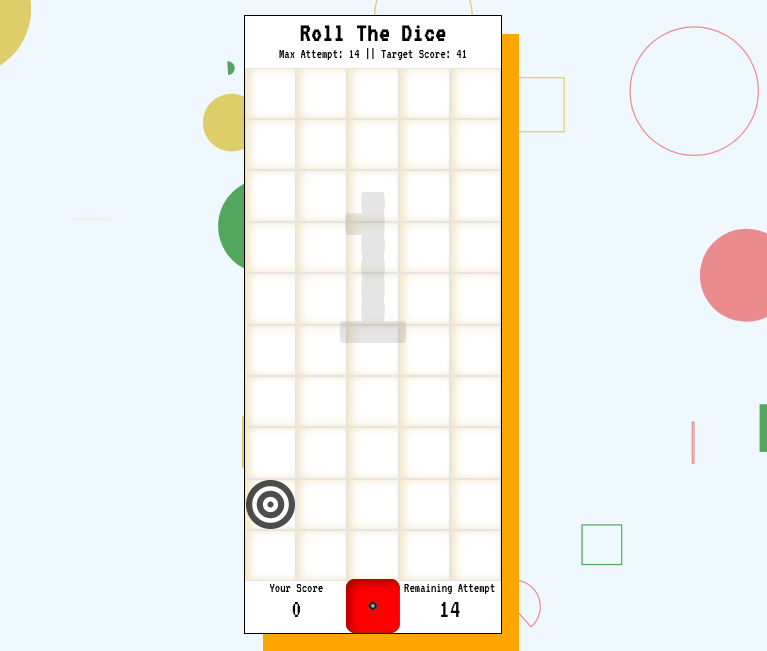 Roll The Dice
Max Attempt: 14 || Target Score: 41
1
Your Score
0
Remaining Attempt
14